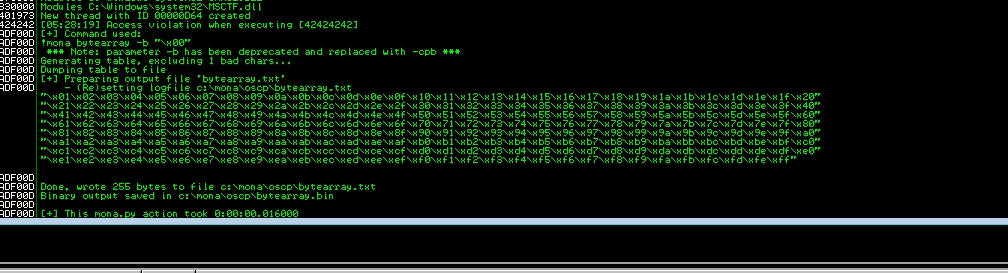 830000 Modules C:\Windows\system32\MSCTF.dll
401973 New thread with ID 00000D64 created
424242 [05:28:19] Access violation when executing [42424242]
ADF00D [+] Command used:
ADF00D !mona bytearray -b "\x00"
ADF00D *** Note: parameter -b has been deprecated and replaced with -cpb ***
ADF00D Generating table, excluding 1 bad chars...
ADF00D Dumping table to file
ADF00D [+] Preparing output file 'bytearray.txt'
ADF00D - (Re)setting logfile c:\mona\oscp\bytearray.txt
"\x01\x02\x03\x04\x05\x06\x07\x08\x09\x0a\x0b\x0c\x0d\x0e\x0f\x10\x11\x12\x13\x14\x15\x16\x17\x18\x19\x1a\x1b\x1c\x1d\x1e\x1f\x20"
"\x21\x22\x23\x24\x25\x26\x27\x28\x29\x2a\x2b\x2c\x2d\x2e\x2f\x30\x31\x32\x33\x34\x35\x36\x37\x38\x39\x3a\x3b\x3c\x3d\x3e\x3f\x40"
"\x41\x42\x43\x44\x45\x46\x47\x48\x49\x4a\x4b\x4c\x4d\x4e\x4f\x50\x51\x52\x53\x54\x55\x56\x57\x58\x59\x5a\x5b\x5c\x5d\x5e\x5f\x60"
"\x61\x62\x63\x64\x65\x66\x67\x68\x69\x6a\x6b\x6c\x6d\x6e\x6f\x70\x71\x72\x73\x74\x75\x76\x77\x78\x79\x7a\x7b\x7c\x7d\x7e\x7f\x80"
"\x81\x82\x83\x84\x85\x86\x87\x88\x89\x8a\x8b\x8c\x8d\x8e\x8f\x90\x91\x92\x93\x94\x95\x96\x97\x98\x99\x9a\x9b\x9c\x9d\x9e\x9f\xa0"
"\xa1\xa2\xa3\xa4\xa5\xa6\xa7\xa8\xa9\xaa\xab\xac\xad\xae\xaf\xb0\xb1\xb2\xb3\xb4\xb5\xb6\xb7\xb8\xb9\xba\xbb\xbc\xbd\xbe\xbf\xc0"
"\xc1\xc2\xc3\xc4\xc5\xc6\xc7\xc8\xc9\xca\xcb\xcc\xcd\xce\xcf\xd0\xd1\xd2\xd3\xd4\xd5\xd6\xd7\xd8\xd9\xda\xdb\xdc\xdd\xde\xdf\xe0"
"\xe1\xe2\xe3\xe4\xe5\xe6\xe7\xe8\xe9\xea\xeb\xec\xed\xee\xef\xf0\xf1\xf2\xf3\xf4\xf5\xf6\xf7\xf8\xf9\xfa\xfb\xfc\xfd\xfe\xff"
ADF00D
ADF00D Done, wrote 255 bytes to file c:\mona\oscp\bytearray.txt
ADF00D Binary output saved in c:\mona\oscp\bytearray.bin
ADF00D
ADF00D [+] This mona.py action took 0:00:00.016000